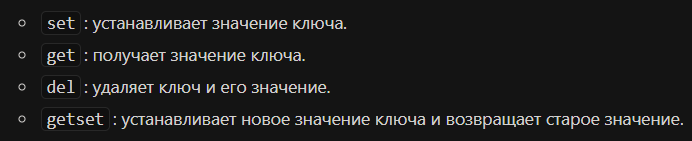 set : устанавливает значение ключа.
get : получает значение ключа.
del : удаляет ключ и его значение.
getset : устанавливает новое значение ключа и возвращает старое значение.